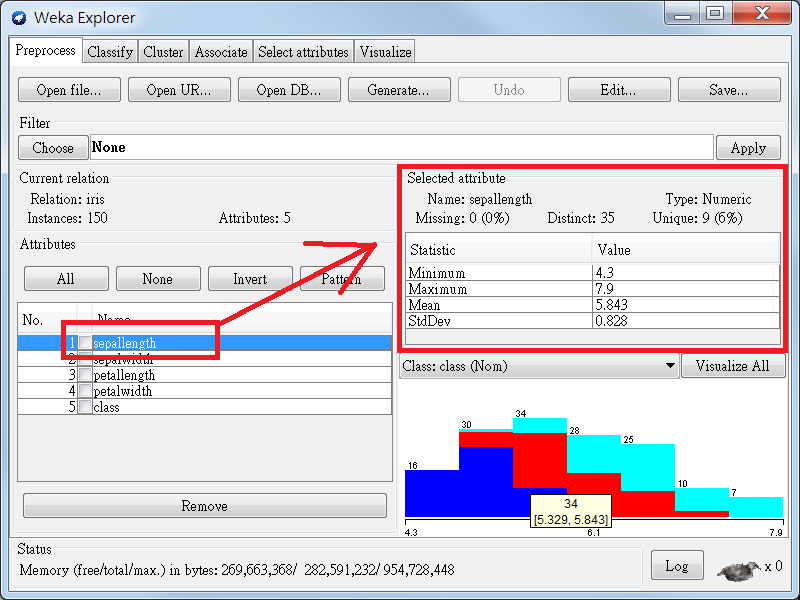 Weka Explorer
Preprocess Classify Cluster Associate Select attributes Visualize
Open file... Open UR... Open DB... Generate... Undo Edit... Save...
Filter
Choose None Apply
Current relation
Relation: iris
Instances: 150 Attributes: 5
Selected attribute
Name: sepallength Type: Numeric
Missing: 0 (0%) Distinct: 35 Unique: 9 (6%)
Statistic Value
Minimum 4.3
Maximum 7.9
Mean 5.843
StdDev 0.828
Attributes
All None Invert Pattern
No. Name
1 sepallength
2 sepalwidth
3 petallength
4 petalwidth
5 class
Remove
Class: class (Nom) Visualize All
16 30 34 28 25 10 7
34
[5.329, 5.843]
4.3 6.1 7.9
Status
Memory (free/total/max.) in bytes: 269,663,368/ 282,591,232/ 954,728,448
Log x 0